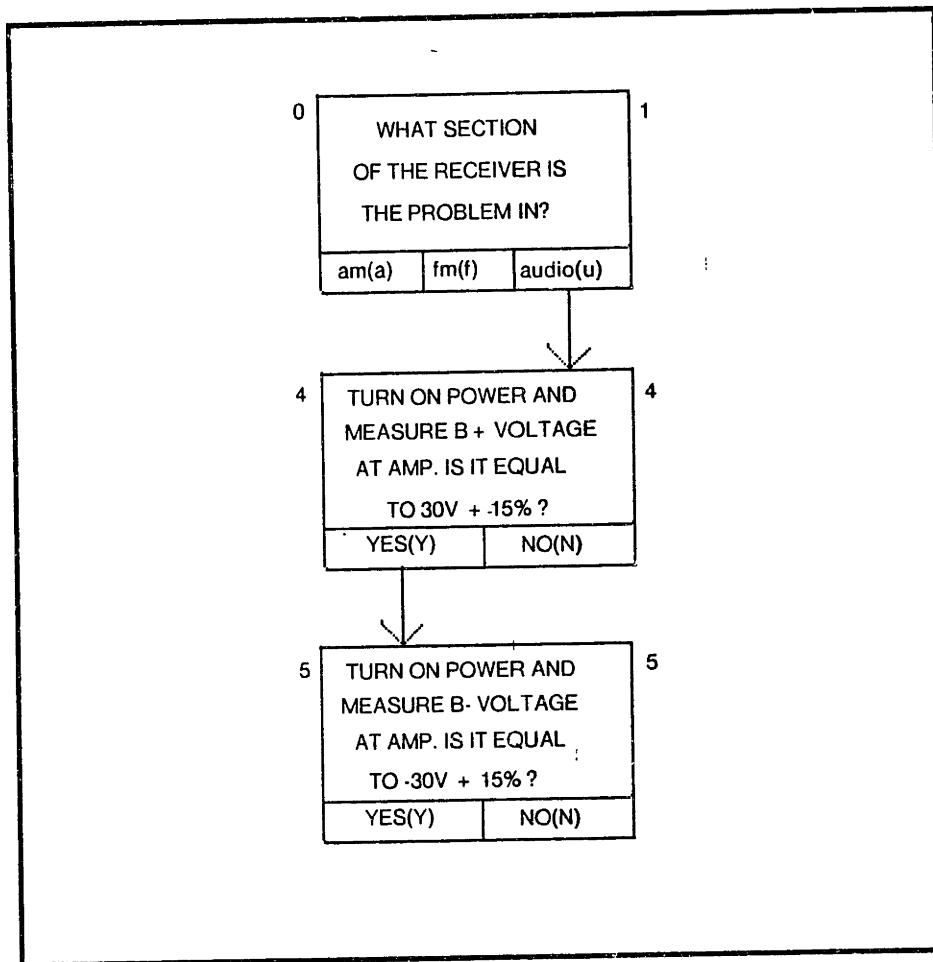 0 1
WHAT SECTION
OF THE RECEIVER IS
THE PROBLEM IN?
am(a) fm(f) audio(u)
4 4
TURN ON POWER AND
MEASURE B + VOLTAGE
AT AMP. IS IT EQUAL
TO 30V + -15% ?
YES(Y) NO(N)
5 5
TURN ON POWER AND
MEASURE B- VOLTAGE
AT AMP. IS IT EQUAL
TO -30V + 15% ?
YES(Y) NO(N)